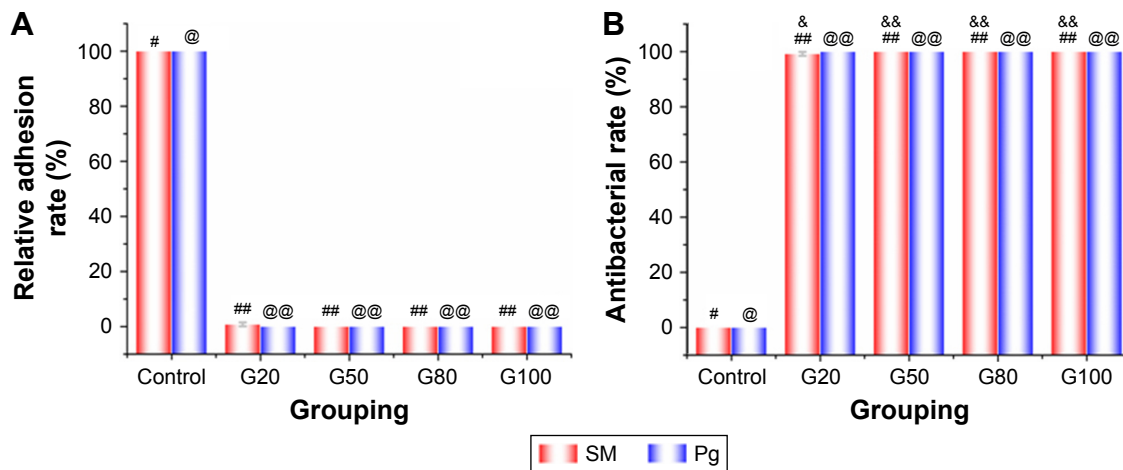 A
Relative adhesion
rate (%)
100
80
60
40
20
0
# @
## @@ ## @@ ## @@ ## @@
Control G20 G50 G80 G100
Grouping
B
Antibacterial rate (%)
100
80
60
40
20
0
# @
& && && &&
## @@ ## @@ ## @@ ## @@
Control G20 G50 G80 G100
Grouping
SM Pg